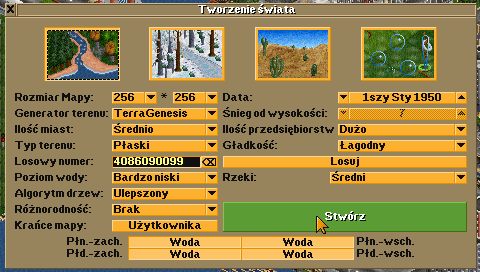 Tworzenie świata
Rozmiar Mapy: 256 * 256 Data: 1szy Sty 1950
Generator terenu: TerraGenesis Śnieg od wysokości: 7
Ilość miast: Średnio Ilość przedsiębiorstw Dużo
Typ terenu: Płaski Gładkość: Łagodny
Losowy numer: 4086090099 Losuj
Poziom wody: Bardzo niski Rzeki: Średni
Algorytm drzew: Ulepszony
Różnorodność: Brak
Stwórz
Krańce mapy: Użytkownika
Płn.-zach. Woda Woda Płn.-wsch.
Płd.-zach. Woda Woda Płd.-wsch.